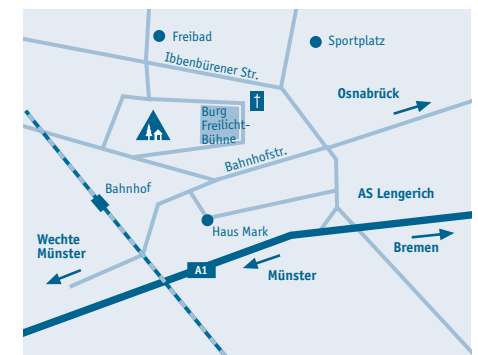 Freibad
Sportplatz
Ibbenbürener Str.
Osnabrück
Burg
Freilicht-
Bühne
Bahnhofstr.
Bahnhof
AS Lengerich
Haus Mark
Wechte
Münster
Bremen
A1
Münster